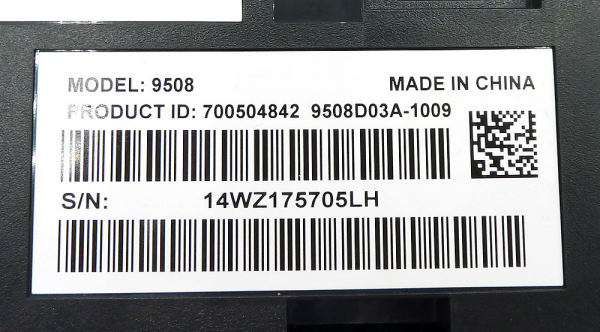 MODEL: 9508
MADE IN CHINA
PRODUCT ID: 700504842 9508D03A-1009
S/N: 14WZ175705LH